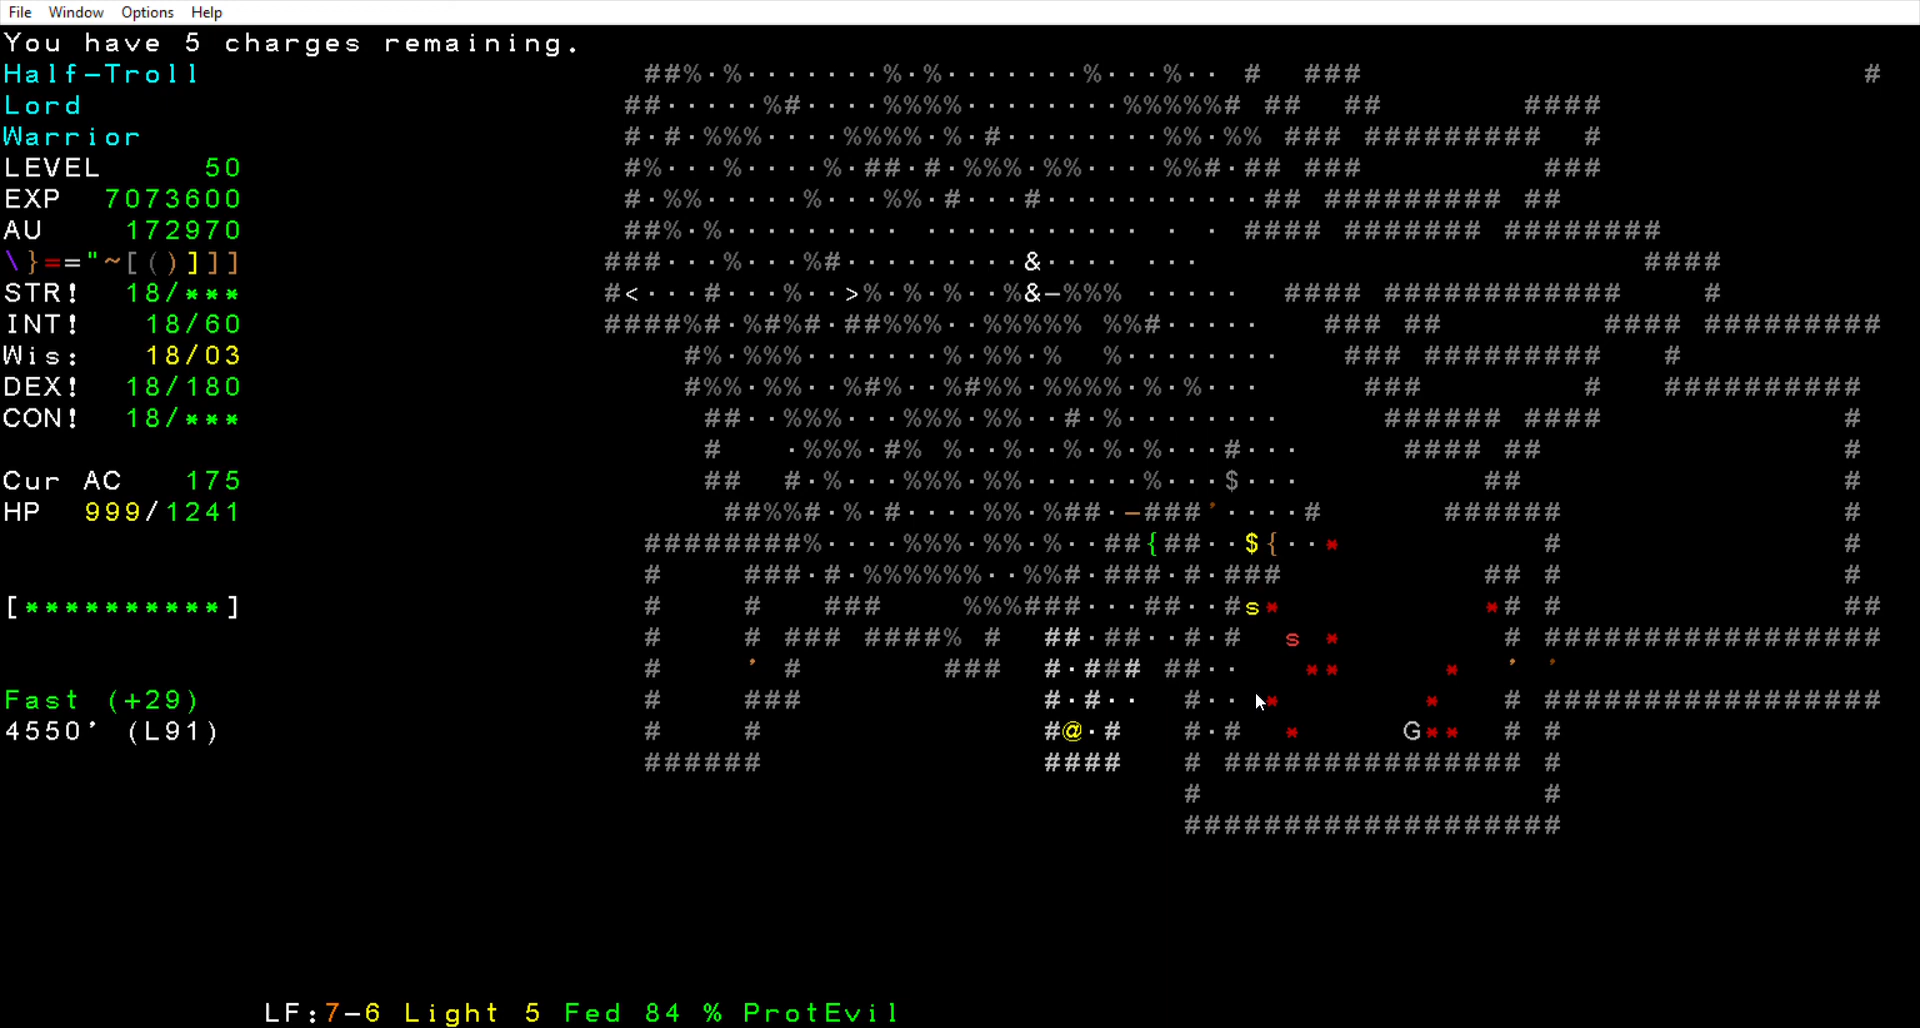 File Window Options Help
You have 5 charges remaining.
Half-Troll
Lord
Warrior
LEVEL 50
EXP 7073600
AU 172970
\}=="~[()]]]
STR! 18/***
INT! 18/60
Wis: 18/03
DEX! 18/180
CON! 18/***
Cur AC 175
HP 999/1241
[**********]
Fast (+29)
4550' (L91)
LF:7-6 Light 5 Fed 84 % ProtEvil